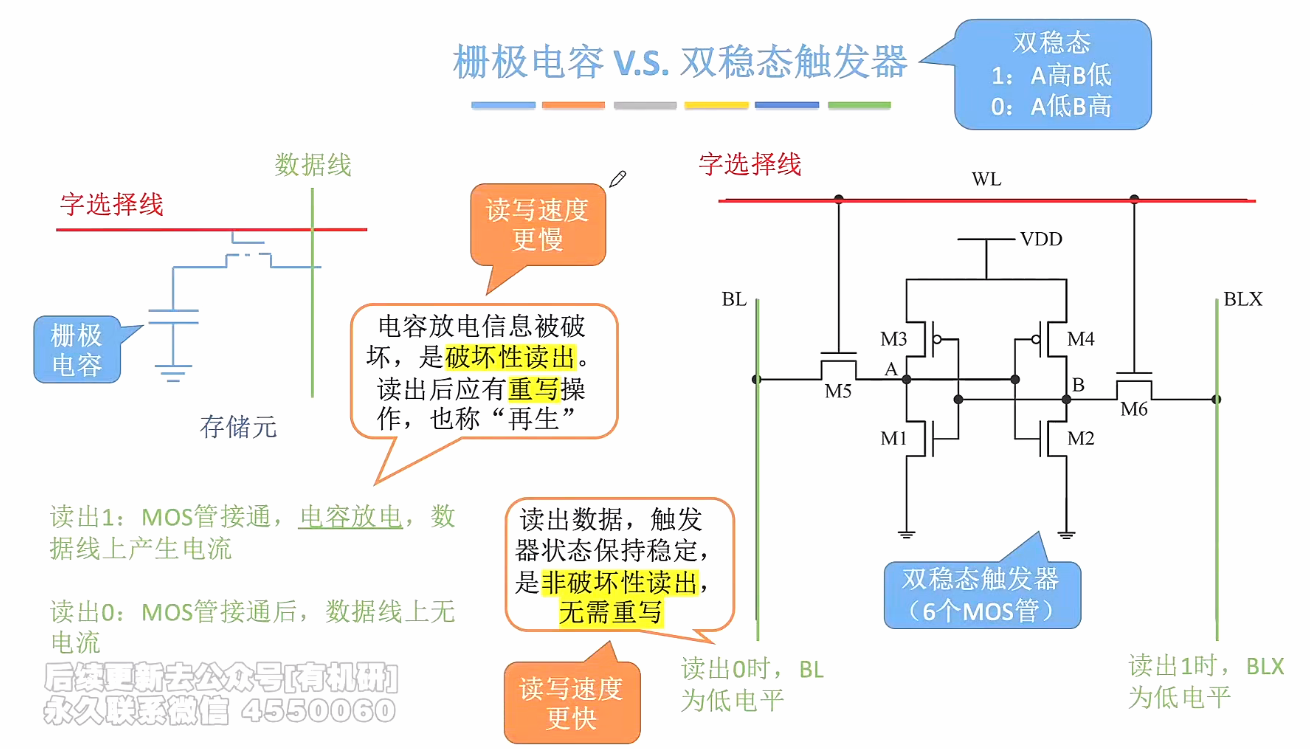 栅极电容 V.S. 双稳态触发器
双稳态
1：A高B低
0：A低B高
数据线
字选择线
栅极
电容
存储元
读写速度
更慢
电容放电信息被破
坏，是破坏性读出。
读出后应有重写操
作，也称“再生”
读出1：MOS管接通，电容放电，数
据线上产生电流
读出0：MOS管接通后，数据线上无
电流
字选择线
WL
VDD
BL
BLX
M3
M4
A
B
M5
M6
M1
M2
读出数据，触发
器状态保持稳定，
是非破坏性读出，
无需重写
读写速度
更快
双稳态触发器
（6个MOS管）
读出0时，BL
为低电平
读出1时，BLX
为低电平
后续更新去公众号[有机研]
永久联系微信 4550060